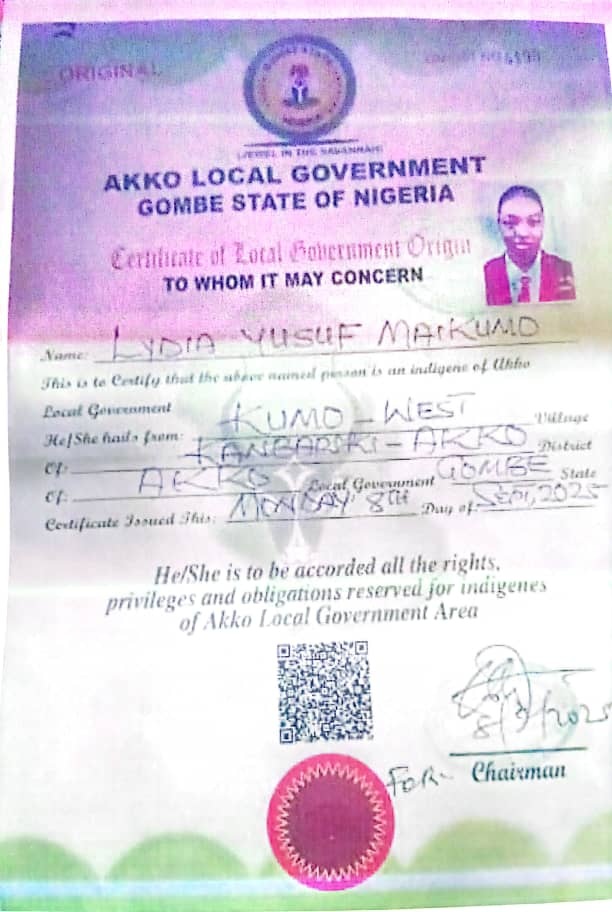 ORIGINAL
(JEWEL IN THE SAVANNAH)
AKKO LOCAL GOVERNMENT
GOMBE STATE OF NIGERIA
Certificate of Local Government Origin
TO WHOM IT MAY CONCERN
Name: LYDIA YUSUF MAIKUMO
This is to Certify that the above named person is an indigene of Akko
Local Government
He/She hails from: KUMO-WEST Village
Of: - AKKO District
Of: AKKO Local Government GOMBE State
Certificate Issued This: MONDAY 8TH Day of SEPT, 2025
He/She is to be accorded all the rights,
privileges and obligations reserved for indigenes
of Akko Local Government Area
8/9/2025
FOR- Chairman